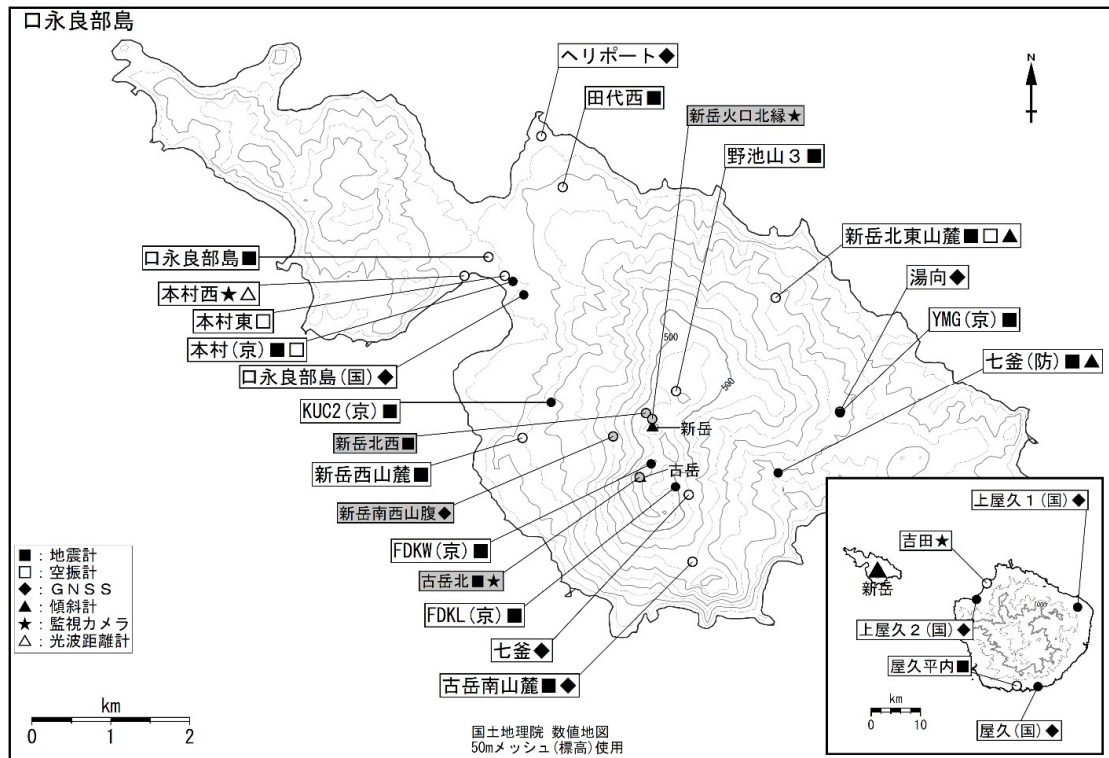 口永良部島
N
ヘリポート◆
田代西■
新岳火口北縁★
野池山3■
新岳北東山麓■□▲
口永良部島■
湯向◆
本村西★△
YMG(京)■
本村東□
本村(京)■□
500
七釜(防)■▲
口永良部島(国)◆
500
KUC2(京)■
新岳
新岳北西■
古岳
新岳西山麓■
新岳南西山腹◆
FDKW(京)■
古岳北■★
FDKL(京)■
七釜◆
古岳南山麓■◆
■:地震計
□:空振計
◆:GNSS
▲:傾斜計
★:監視カメラ
△:光波距離計
km
0 1 2
国土地理院 数値地図
50mメッシュ(標高)使用
上屋久1(国)◆
吉田★
新岳
1000
上屋久2(国)◆
屋久平内■
km
0 10
屋久(国)◆